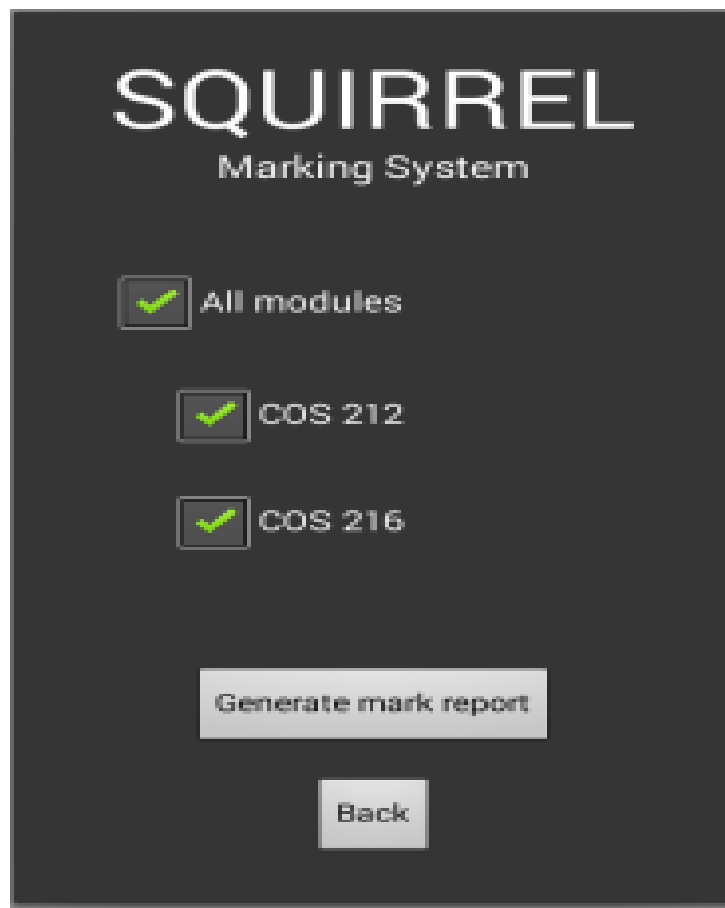 SQUIRREL
Marking System
All modules
COS 212
COS 216
Generate mark report
Back